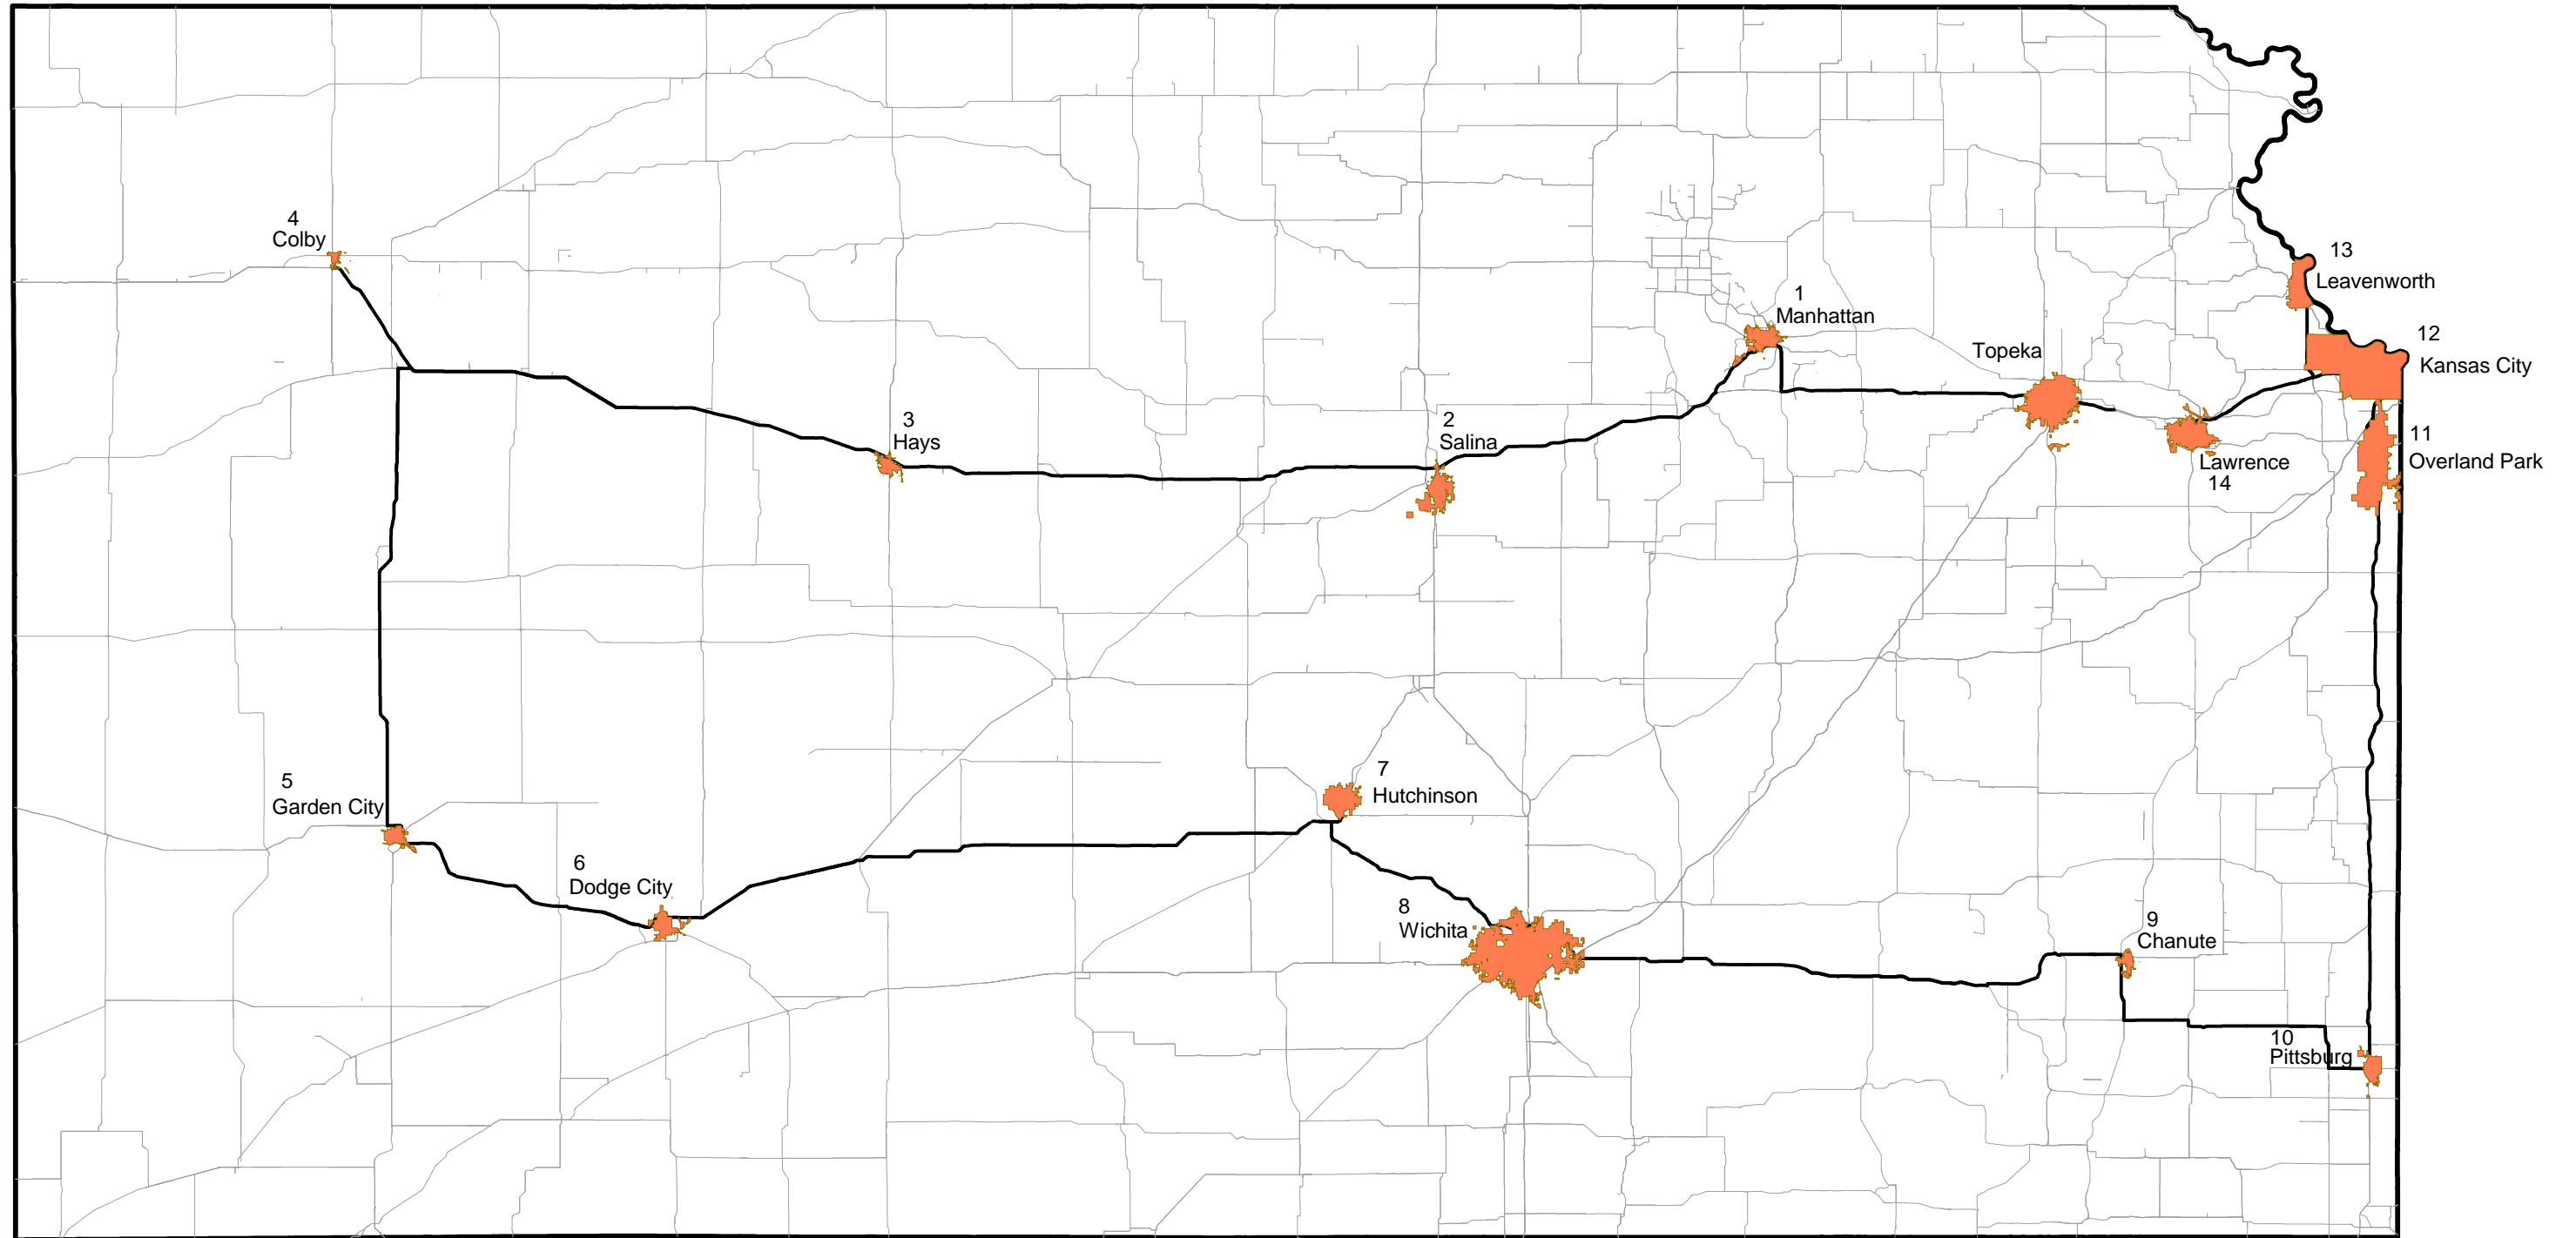 4
Colby
13
Leavenworth
1
Manhattan
12
Kansas City
Topeka
3
Hays
2
Salina
11
Overland Park
Lawrence
14
5
Garden City
7
Hutchinson
6
Dodge City
8
Wichita
9
Chanute
10
Pittsburg